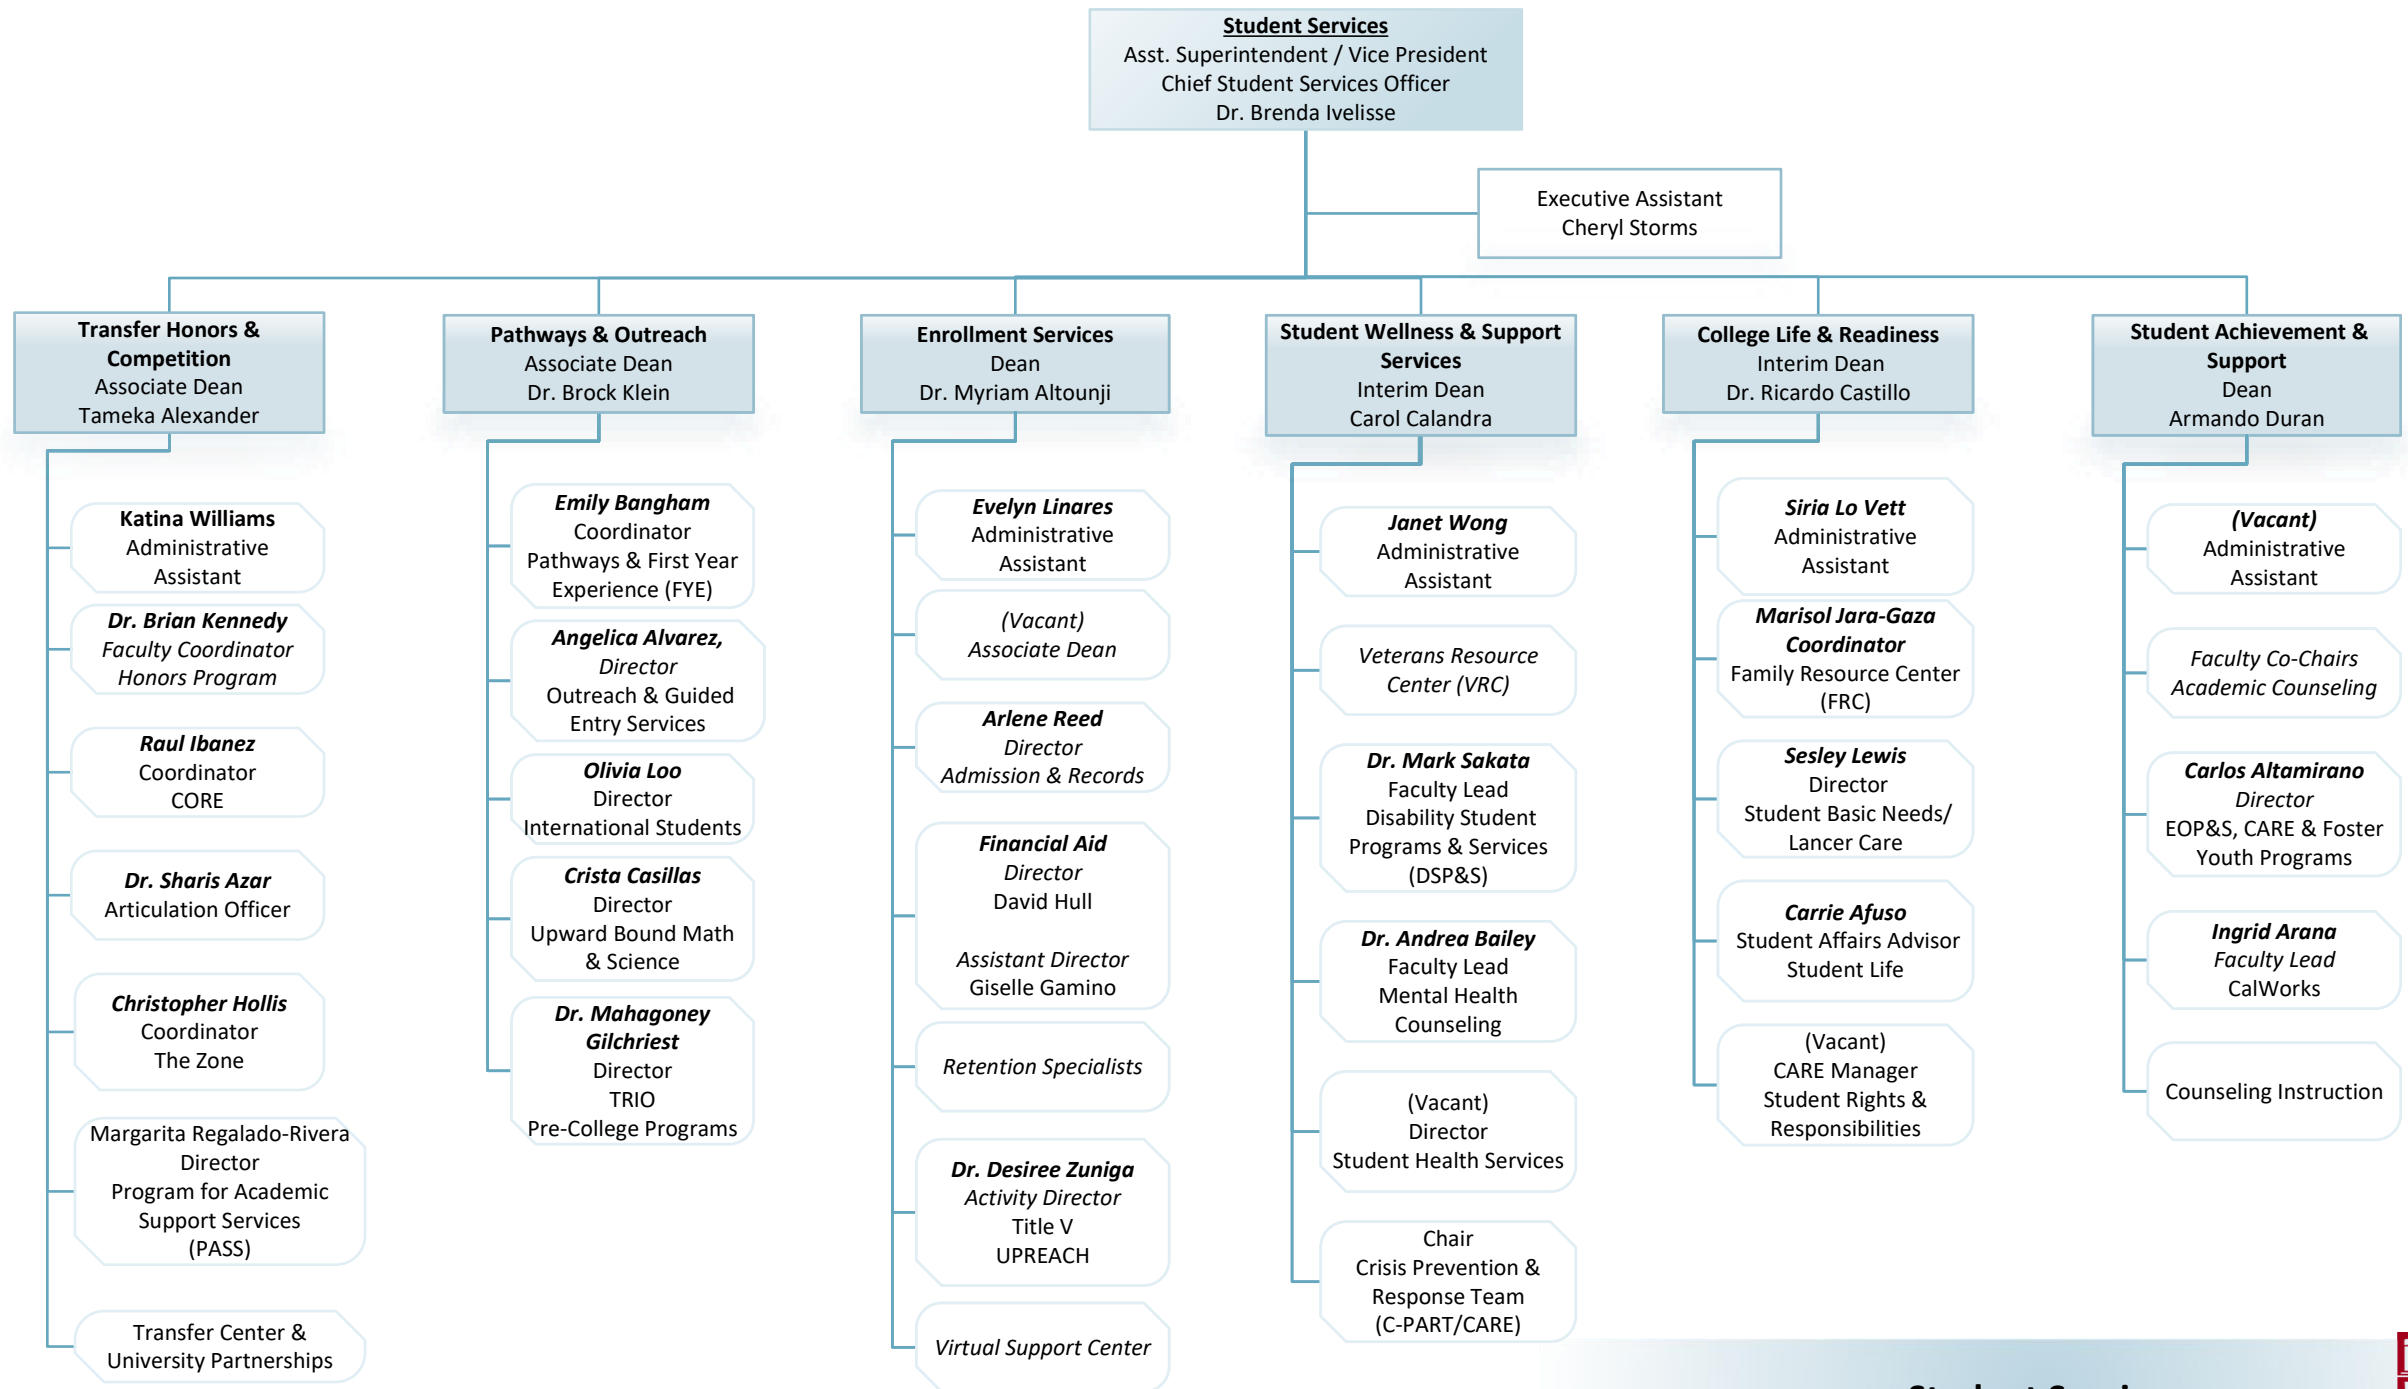 Student Services
Asst. Superintendent / Vice President
Chief Student Services Officer
Dr. Brenda Ivelisse
Executive Assistant
Cheryl Storms
Transfer Honors &
Competition
Associate Dean
Tameka Alexander
Katina Williams
Administrative
Assistant
Dr. Brian Kennedy
Faculty Coordinator
Honors Program
Raul Ibanez
Coordinator
CORE
Dr. Sharis Azar
Articulation Officer
Christopher Hollis
Coordinator
The Zone
Margarita Regalado-Rivera
Director
Program for Academic
Support Services
(PASS)
Transfer Center &
University Partnerships
Pathways & Outreach
Associate Dean
Dr. Brock Klein
Emily Bangham
Coordinator
Pathways & First Year
Experience (FYE)
Angelica Alvarez,
Director
Outreach & Guided
Entry Services
Olivia Loo
Director
International Students
Crista Casillas
Director
Upward Bound Math
& Science
Dr. Mahagoney
Gilchriest
Director
TRIO
Pre-College Programs
Enrollment Services
Dean
Dr. Myriam Altounji
Evelyn Linares
Administrative
Assistant
(Vacant)
Associate Dean
Arlene Reed
Director
Admission & Records
Financial Aid
Director
David Hull
Assistant Director
Giselle Gamino
Retention Specialists
Dr. Desiree Zuniga
Activity Director
Title V
UPREACH
Virtual Support Center
Student Wellness & Support
Services
Interim Dean
Carol Calandra
Janet Wong
Administrative
Assistant
Veterans Resource
Center (VRC)
Dr. Mark Sakata
Faculty Lead
Disability Student
Programs & Services
(DSP&S)
Dr. Andrea Bailey
Faculty Lead
Mental Health
Counseling
(Vacant)
Director
Student Health Services
Chair
Crisis Prevention &
Response Team
(C-PART/CARE)
College Life & Readiness
Interim Dean
Dr. Ricardo Castillo
Siria Lo Vett
Administrative
Assistant
Marisol Jara-Gaza
Coordinator
Family Resource Center
(FRC)
Sesley Lewis
Director
Student Basic Needs/
Lancer Care
Carrie Afuso
Student Affairs Advisor
Student Life
(Vacant)
CARE Manager
Student Rights &
Responsibilities
Student Achievement &
Support
Dean
Armando Duran
(Vacant)
Administrative
Assistant
Faculty Co-Chairs
Academic Counseling
Carlos Altamirano
Director
EOP&S, CARE & Foster
Youth Programs
Ingrid Arana
Faculty Lead
CalWorks
Counseling Instruction